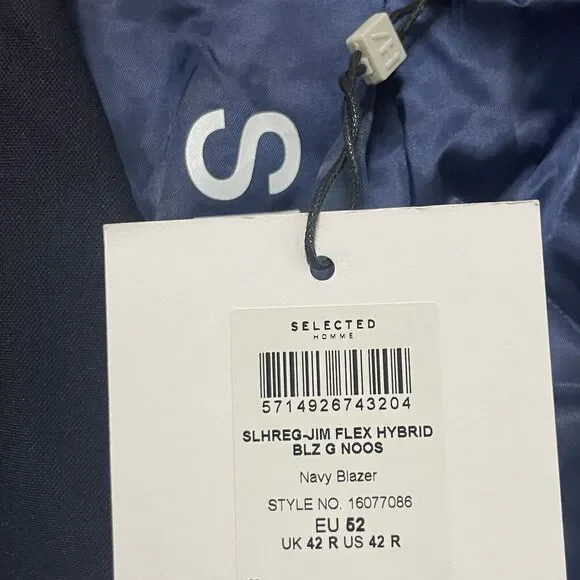 S
SELECTED
HOMME
5714926743204
SLHREG-JIM FLEX HYBRID
BLZ G NOOS
Navy Blazer
STYLE NO. 16077086
EU 52
UK 42 R US 42 R